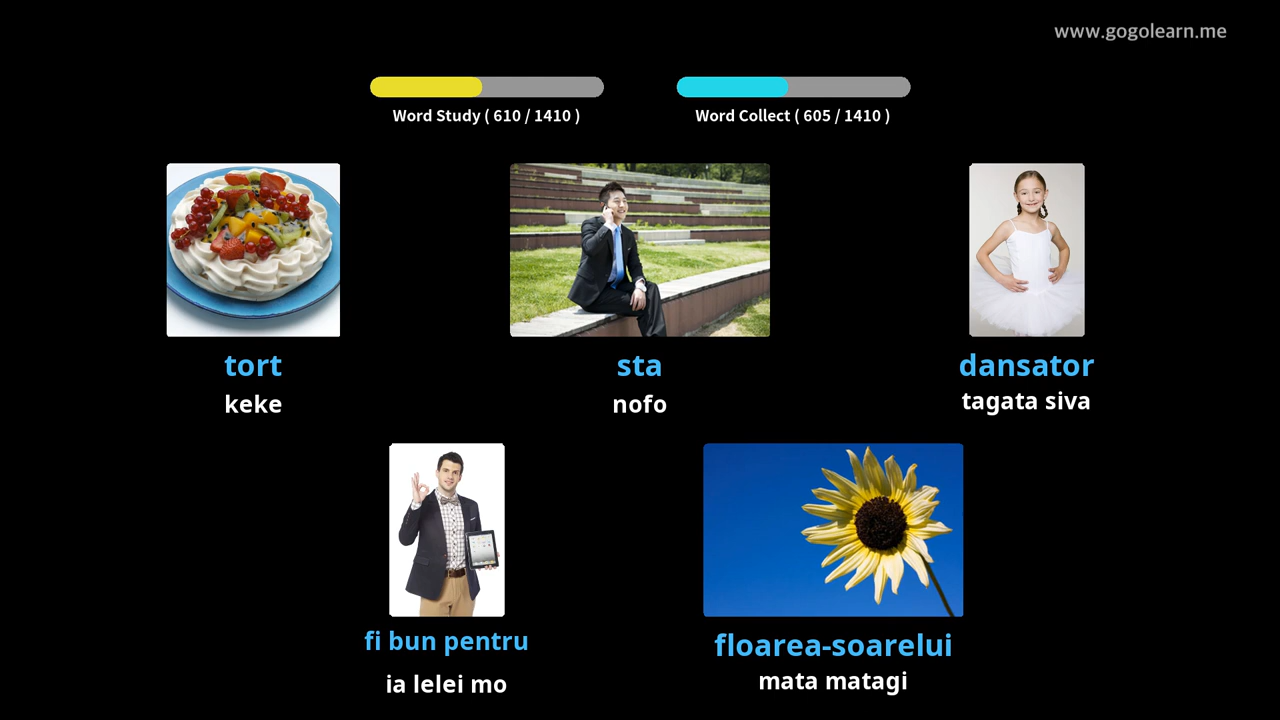 www.gogolearn.me
Word Study ( 610 / 1410 )
Word Collect ( 605 / 1410 )
tort
keke
sta
nofo
dansator
tagata siva
fi bun pentru
ia lelei mo
floarea-soarelui
mata matagi